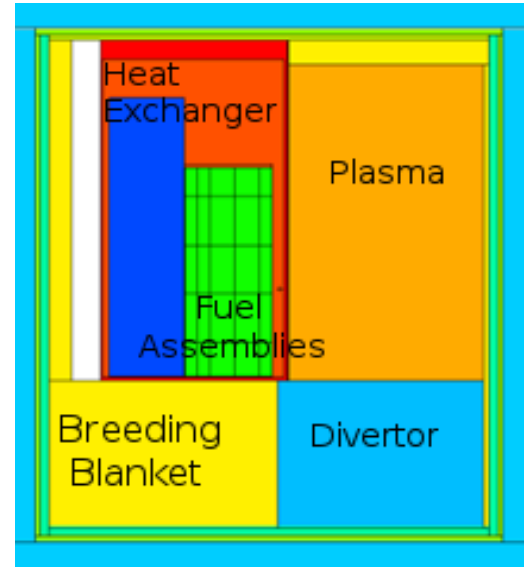 Heat
Exchanger
Plasma
Fuel
Assemblies
Breeding
Blanket
Divertor